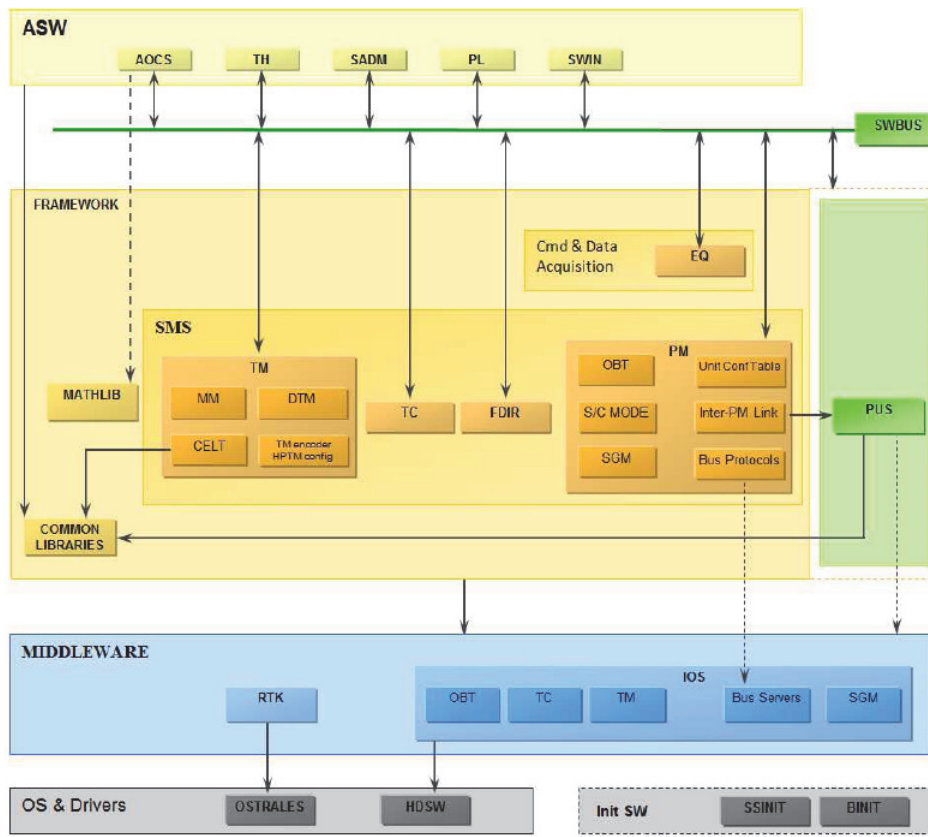 ASW
AOCS
TH
SADM
PL
SWIN
SWBUS
FRAMEWORK
Cmd & Data
Acquisition
EQ
SMS
TM
MM
DTM
CELT
TM encoder
HPTM config
TC
FDIR
PM
OBT
Unit Conf Table
S/C MODE
Inter-PM Link
SGM
Bus Protocols
MATHLIB
PUS
COMMON
LIBRARIES
MIDDLEWARE
RTK
IOS
OBT
TC
TM
Bus Servers
SGM
OS & Drivers
OSTRALES
HDSW
Init SW
SSINIT
BINIT